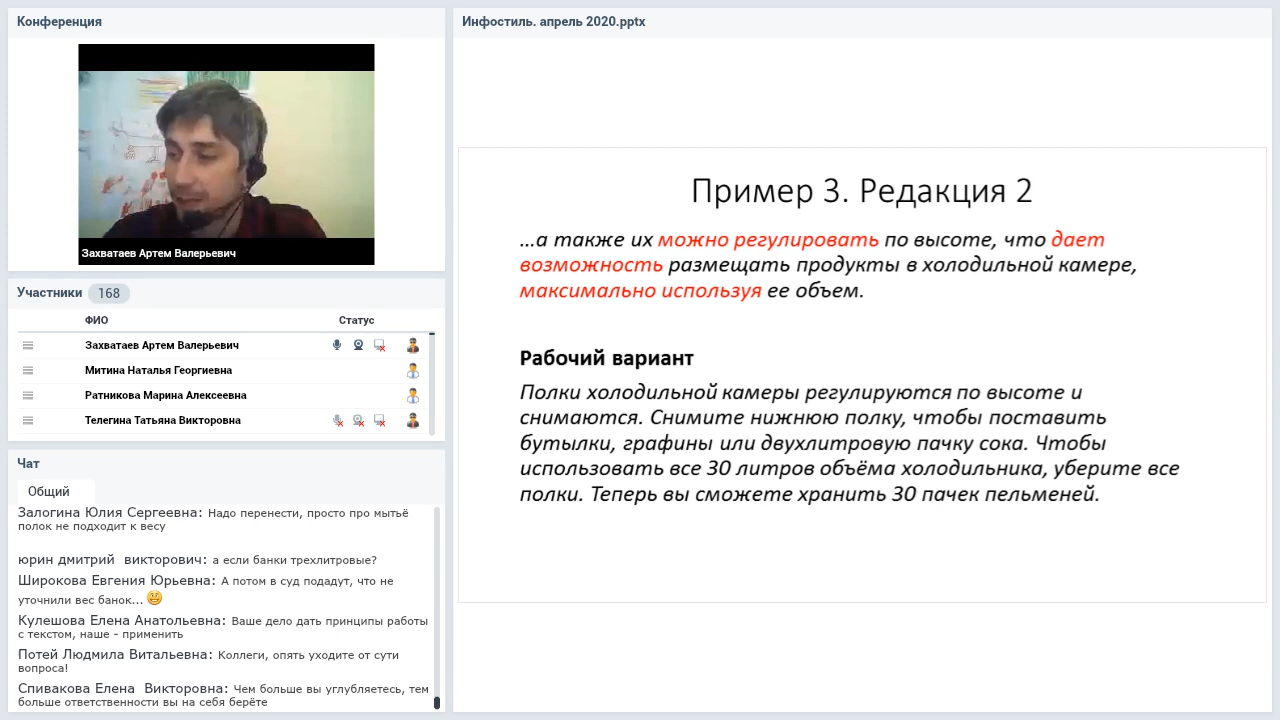 Конференция
Захватаев Артем Валерьевич
Участники 168
ФИО Статус
Захватаев Артем Валерьевич
Митина Наталья Георгиевна
Ратникова Марина Алексеевна
Телегина Татьяна Викторовна
Чат
Общий
Залогина Юлия Сергеевна: Надо перенести, просто про мытьё
полок не подходит к весу
юрин дмитрий викторович: а если банки трехлитровые?
Широкова Евгения Юрьевна: А потом в суд подадут, что не
уточнили вес банок...
Кулешова Елена Анатольевна: Ваше дело дать принципы работы
с текстом, наше - применить
Потей Людмила Витальевна: Коллеги, опять уходите от сути
вопроса!
Спивакова Елена Викторовна: Чем больше вы углубляетесь, тем
больше ответственности вы на себя берёте
Инфостиль. апрель 2020.pptx
Пример 3. Редакция 2
...а также их можно регулировать по высоте, что дает
возможность размещать продукты в холодильной камере,
максимально используя ее объем.
Рабочий вариант
Полки холодильной камеры регулируются по высоте и
снимаются. Снимите нижнюю полку, чтобы поставить
бутылки, графины или двухлитровую пачку сока. Чтобы
использовать все 30 литров объёма холодильника, уберите все
полки. Теперь вы сможете хранить 30 пачек пельменей.